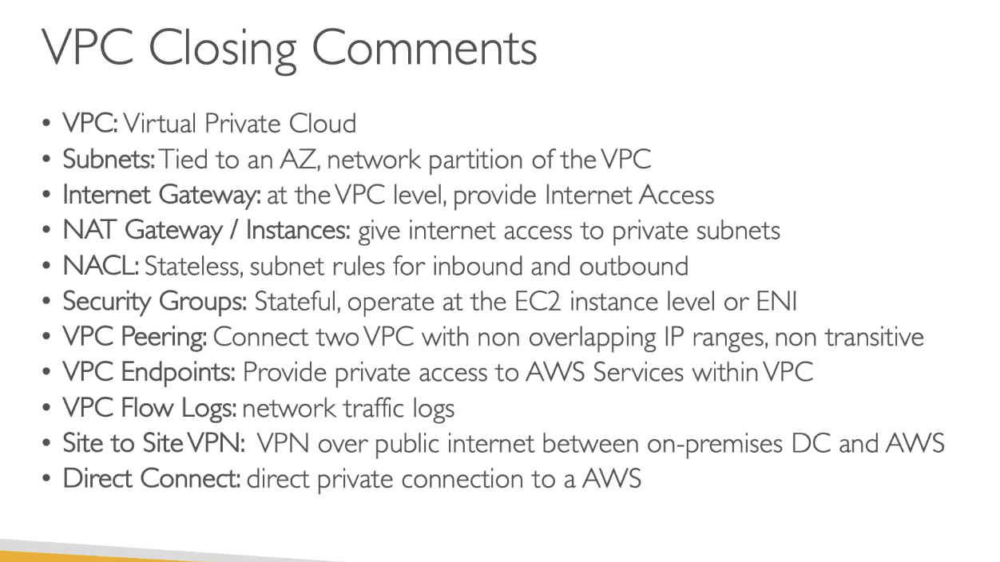 VPC Closing Comments
• VPC: Virtual Private Cloud
• Subnets: Tied to an AZ, network partition of the VPC
• Internet Gateway: at the VPC level, provide Internet Access
• NAT Gateway / Instances: give internet access to private subnets
• NACL: Stateless, subnet rules for inbound and outbound
• Security Groups: Stateful, operate at the EC2 instance level or ENI
• VPC Peering: Connect two VPC with non overlapping IP ranges, non transitive
• VPC Endpoints: Provide private access to AWS Services within VPC
• VPC Flow Logs: network traffic logs
• Site to Site VPN: VPN over public internet between on-premises DC and AWS
• Direct Connect: direct private connection to a AWS